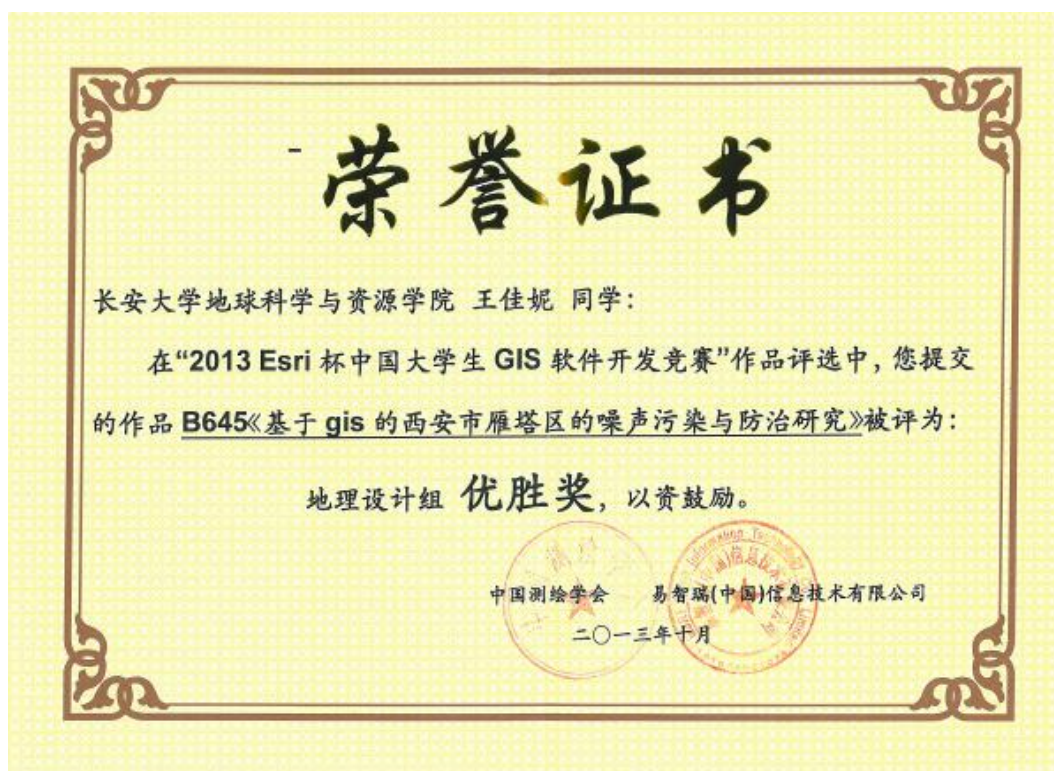 荣誉证书
长安大学地球科学与资源学院 王佳妮 同学：
在“2013 Esri 杯中国大学生 GIS 软件开发竞赛”作品评选中，您提交
的作品 B645《基于 gis 的西安市雁塔区的噪声污染与防治研究》被评为：
地理设计组 优胜奖，以资鼓励。
中国测绘学会 易智瑞(中国)信息技术有限公司
二〇一三年十月